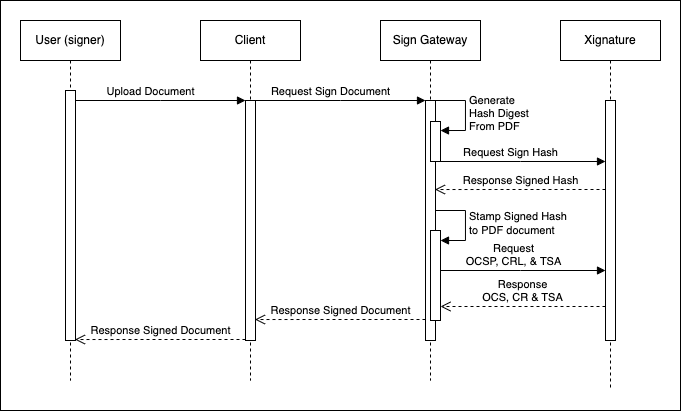 User (signer)
Client
Sign Gateway
Xignature
Upload Document
Request Sign Document
Generate
Hash Digest
From PDF
Request Sign Hash
Response Signed Hash
Stamp Signed Hash
to PDF document
Request
OCSP, CRL, & TSA
Response
OCS, CR & TSA
Response Signed Document
Response Signed Document